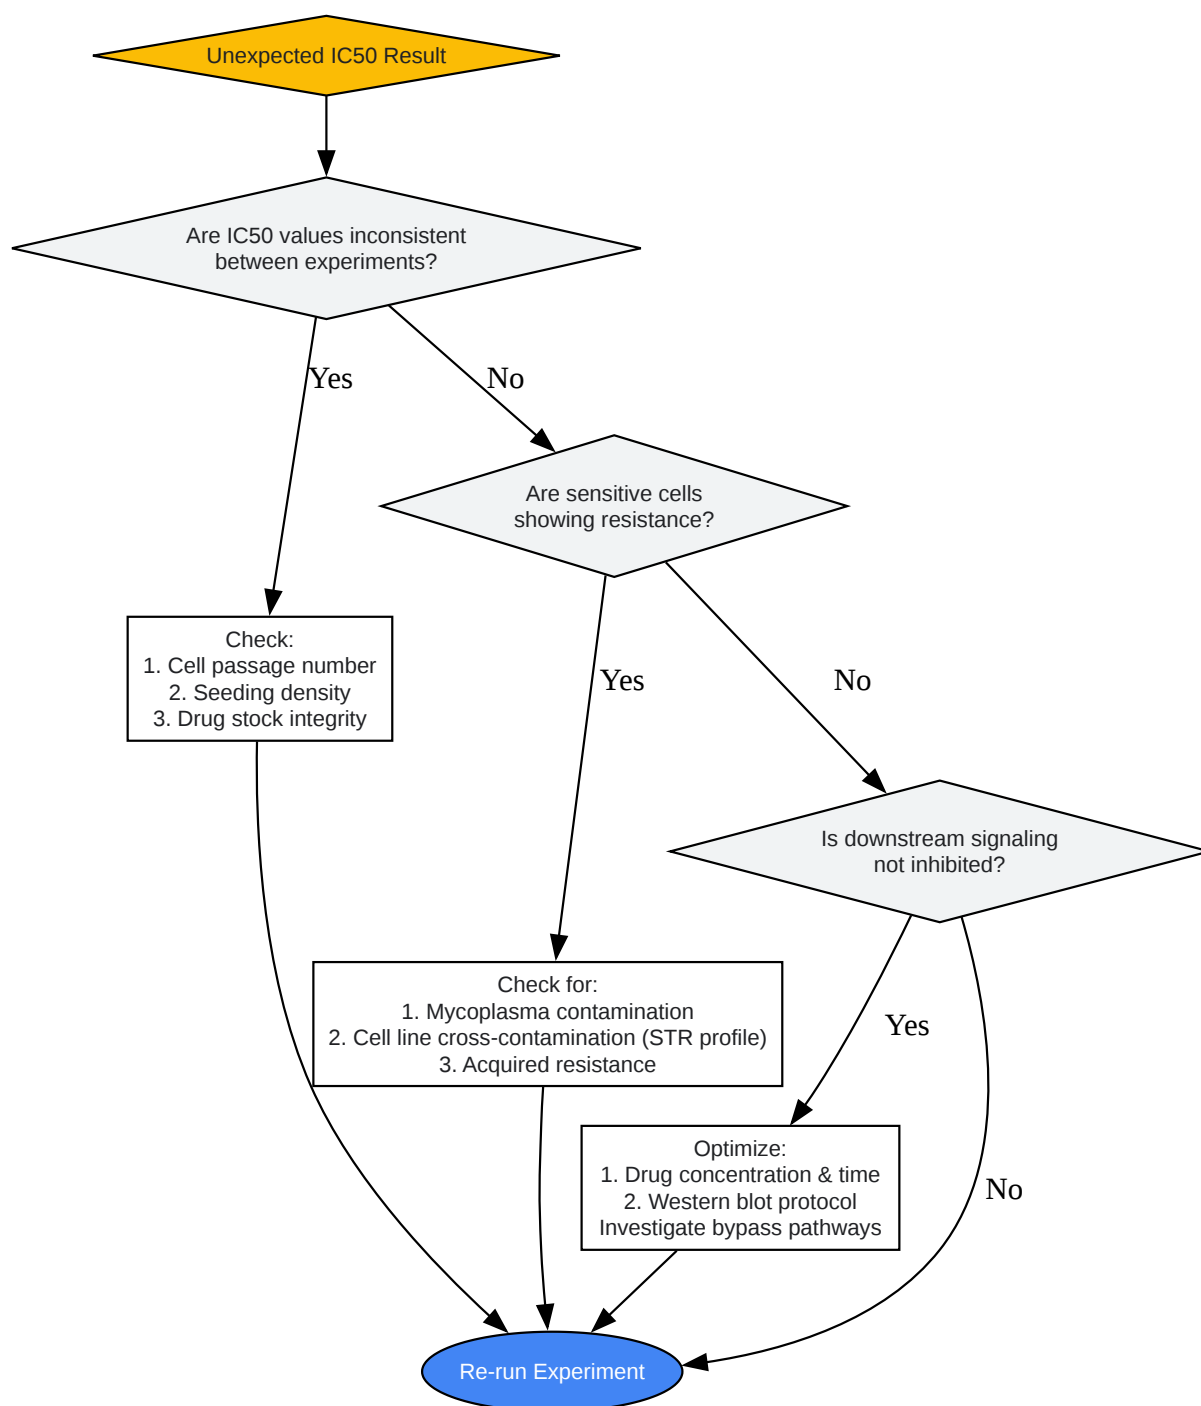 Unexpected IC50 Result
Are IC50 values inconsistent
between experiments?
Yes
No
Are sensitive cells
showing resistance?
Check:
1. Cell passage number
2. Seeding density
3. Drug stock integrity
Yes
No
Is downstream signaling
not inhibited?
Check for:
1. Mycoplasma contamination
2. Cell line cross-contamination (STR profile)
3. Acquired resistance
Yes
Optimize:
1. Drug concentration & time
2. Western blot protocol
Investigate bypass pathways
No
Re-run Experiment